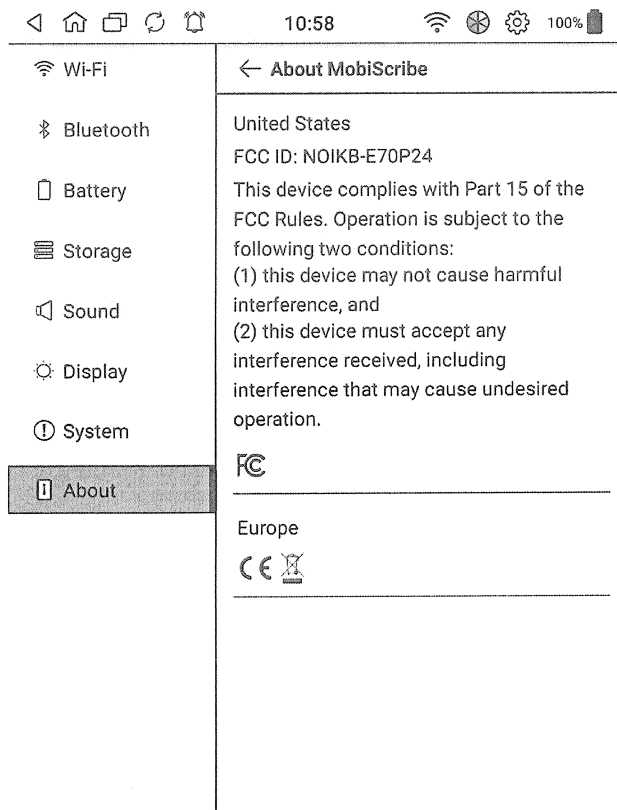 10:58
100%
Wi-Fi
Bluetooth
Battery
Storage
Sound
Display
System
About
← About MobiScribe
United States
FCC ID: NOIKB-E70P24
This device complies with Part 15 of the
FCC Rules. Operation is subject to the
following two conditions:
(1) this device may not cause harmful
interference, and
(2) this device must accept any
interference received, including
interference that may cause undesired
operation.
FC
Europe
CE